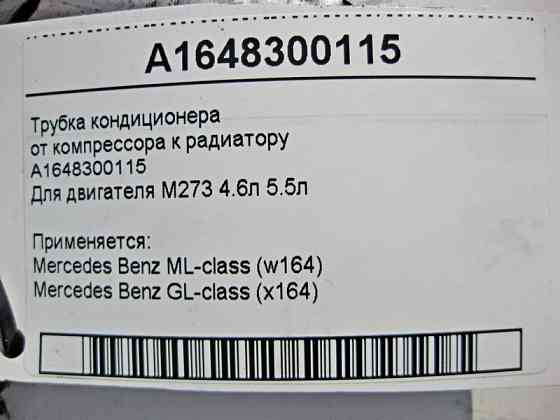 A1648300115
Трубка кондиционера
от компрессора к радиатору
A1648300115
Для двигателя M273 4.6л 5.5л
Применяется:
Mercedes Benz ML-class (w164)
Mercedes Benz GL-class (x164)